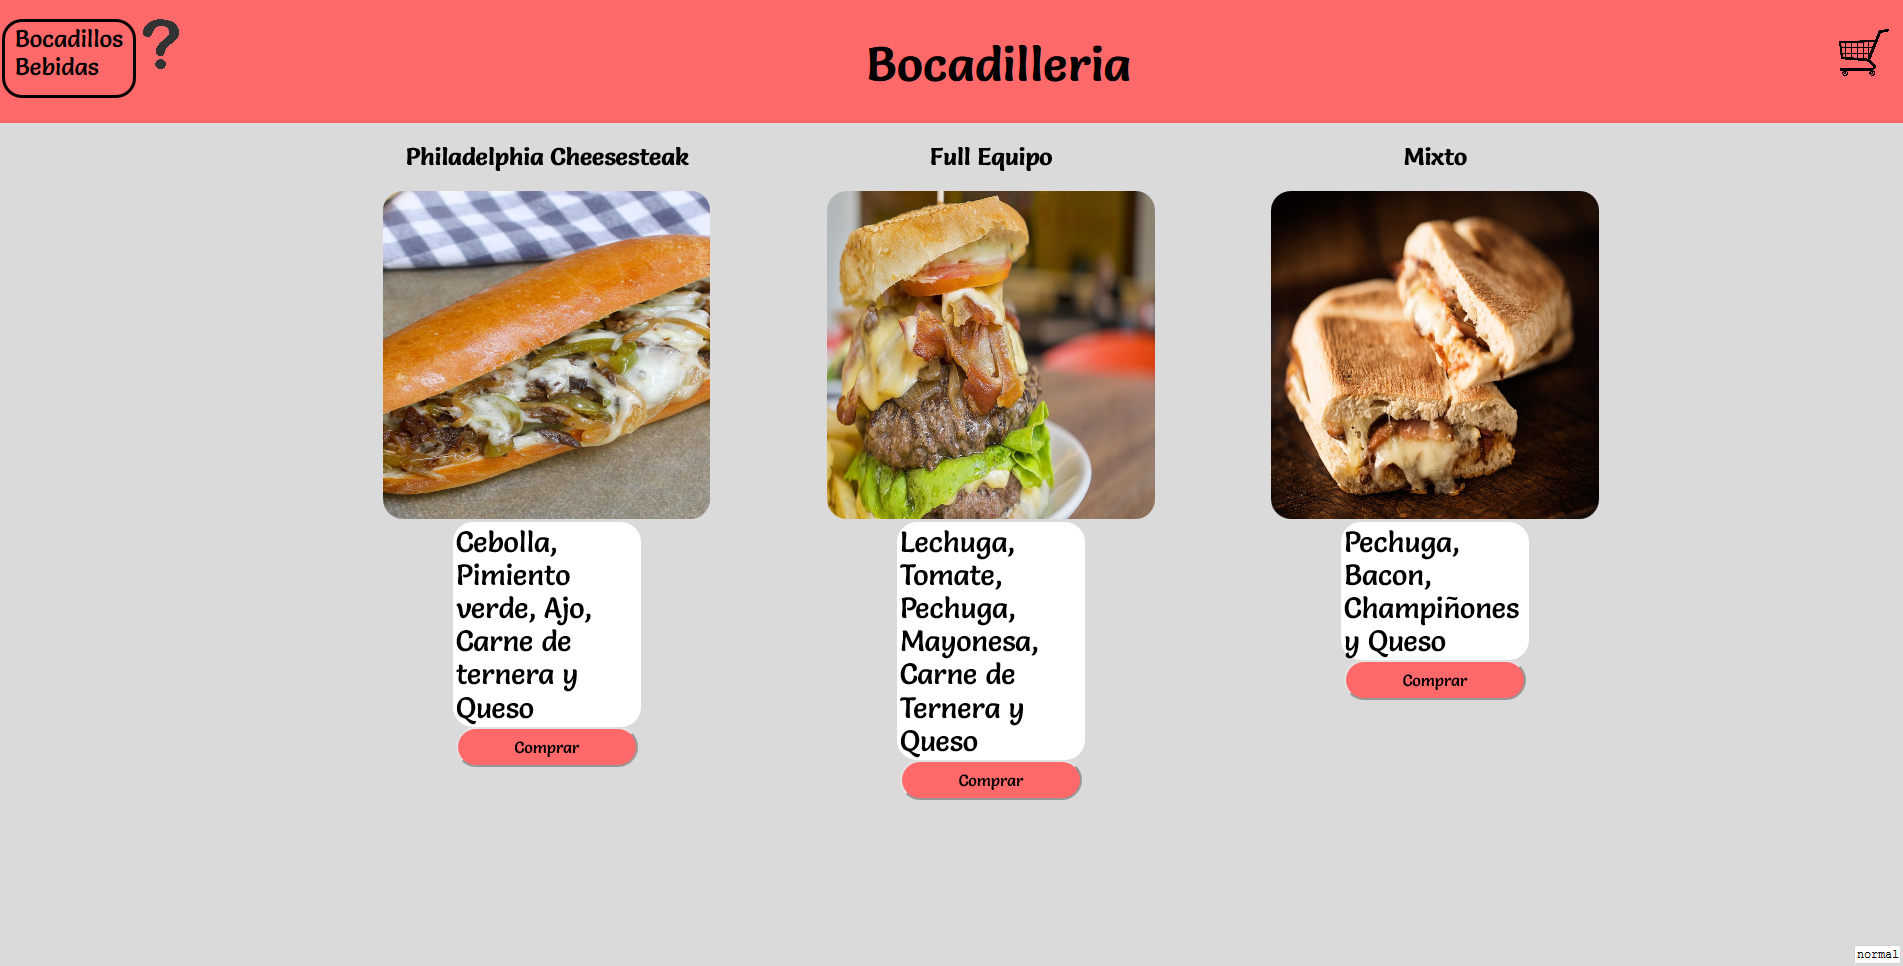 Bocadillos
Bebidas
?
Bocadilleria
Philadelphia Cheesesteak
Cebolla,
Pimiento
verde, Ajo,
Carne de
ternera y
Queso
Comprar
Full Equipo
Lechuga,
Tomate,
Pechuga,
Mayonesa,
Carne de
Ternera y
Queso
Comprar
Mixto
Pechuga,
Bacon,
Champiñones
y Queso
Comprar
normal